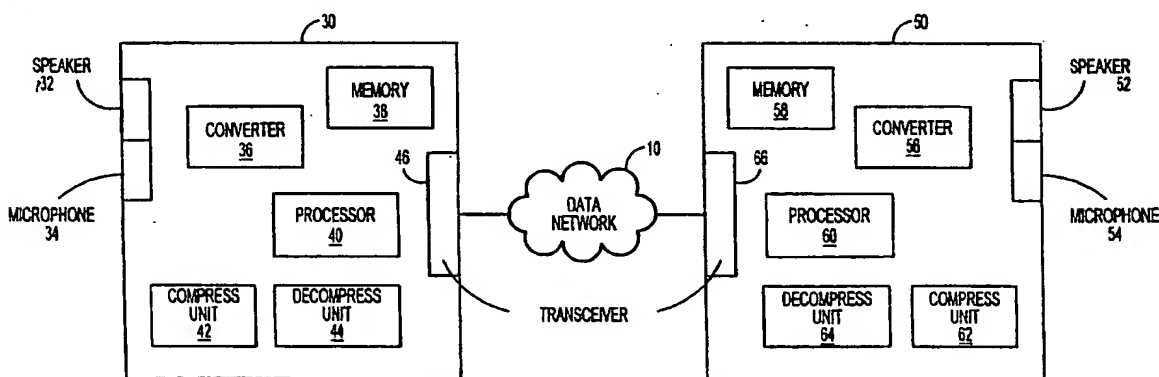 30
50
SPEAKER
32
MEMORY
38
CONVERTER
36
MICROPHONE
34
PROCESSOR
40
COMPRESS
UNIT
42
DECOMPRESS
UNIT
44
46
10
DATA
NETWORK
66
TRANSCEIVER
MEMORY
58
CONVERTER
56
SPEAKER
52
PROCESSOR
60
MICROPHONE
54
DECOMPRESS
UNIT
64
COMPRESS
UNIT
62